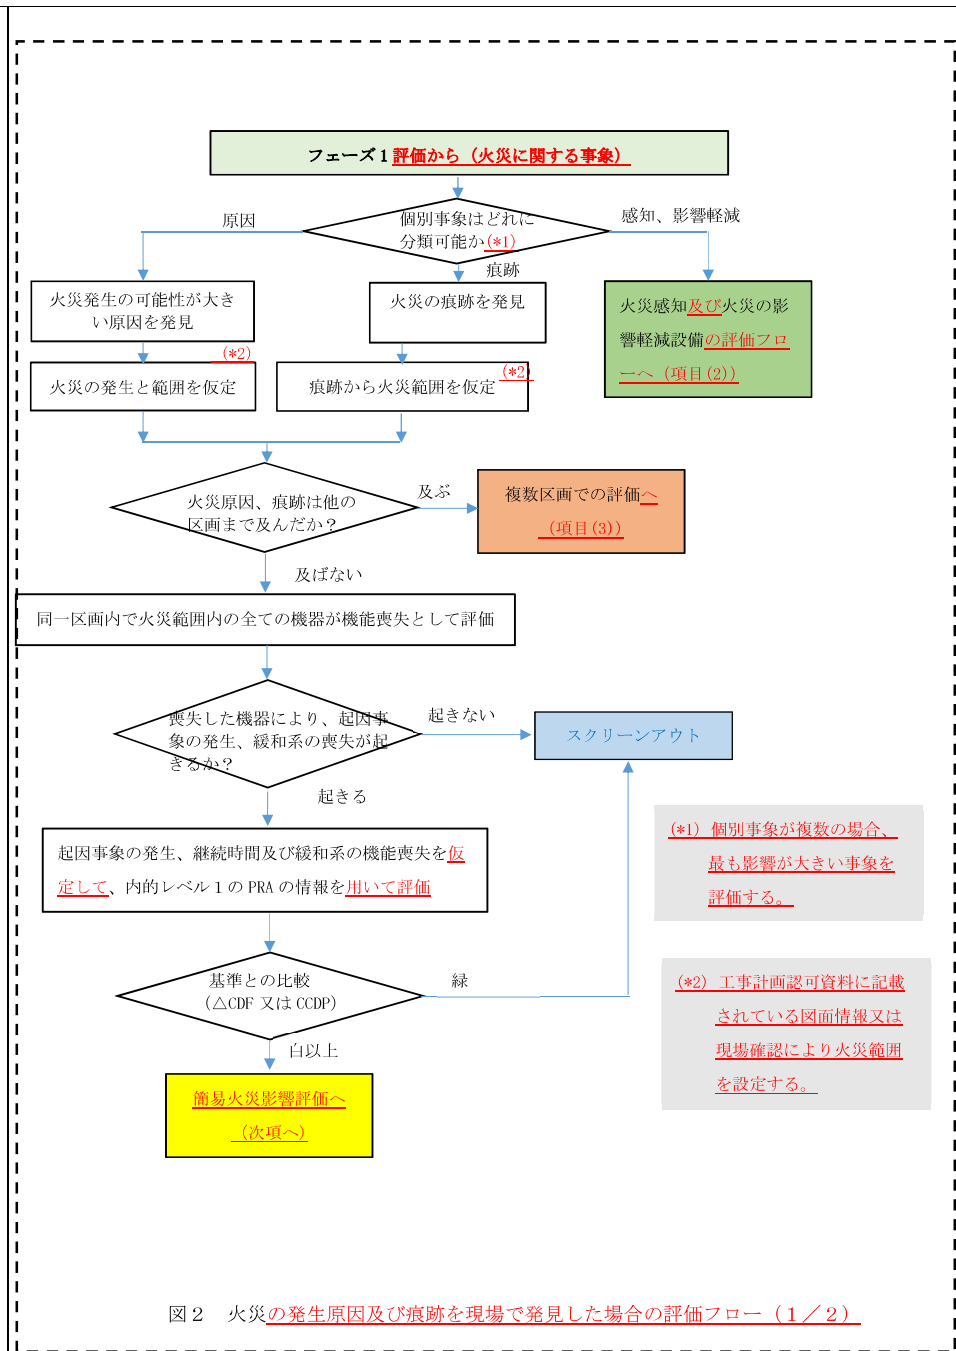 フェーズ1評価から（火災に関する事象）
個別事象はどれに
分類可能か(*1)
原因
感知、影響軽減
痕跡
火災発生の可能性が大き
い原因を発見
火災の痕跡を発見
火災感知及び火災の影
響軽減設備の評価フロ
ーへ（項目(2)）
(*2)
火災の発生と範囲を仮定
(*2)
痕跡から火災範囲を仮定
火災原因、痕跡は他の
区画まで及んだか？
及ぶ
複数区画での評価へ
（項目(3)）
及ばない
同一区画内で火災範囲内の全ての機器が機能喪失として評価
喪失した機器により、起因事
象の発生、緩和系の喪失が起
きるか？
起きない
スクリーンアウト
起きる
起因事象の発生、継続時間及び緩和系の機能喪失を仮
定して、内的レベル１の PRA の情報を用いて評価
(*1) 個別事象が複数の場合、
最も影響が大きい事象を
評価する。
基準との比較
（△CDF 又は CCDP）
緑
白以上
(*2) 工事計画認可資料に記載
されている図面情報又は
現場確認により火災範囲
を設定する。
簡易火災影響評価へ
（次項へ）
図２　火災の発生原因及び痕跡を現場で発見した場合の評価フロー（１／２）